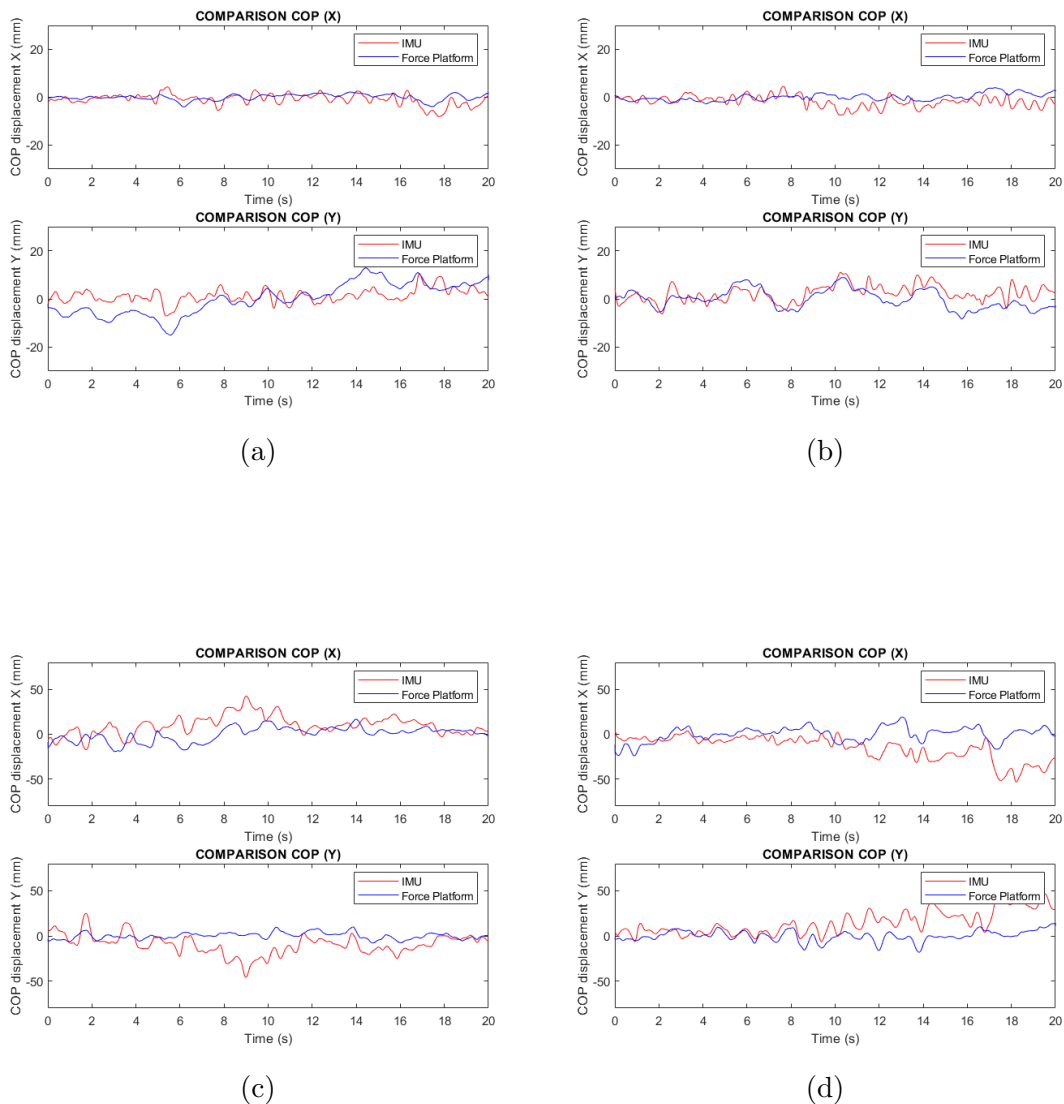 COMPARISON COP (X)
COP displacement X (mm)
20
0
-20
IMU
Force Platform
0 2 4 6 8 10 12 14 16 18 20
Time (s)
COMPARISON COP (Y)
COP displacement Y (mm)
20
0
-20
IMU
Force Platform
0 2 4 6 8 10 12 14 16 18 20
Time (s)
(a)
COMPARISON COP (X)
COP displacement X (mm)
20
0
-20
IMU
Force Platform
0 2 4 6 8 10 12 14 16 18 20
Time (s)
COMPARISON COP (Y)
COP displacement Y (mm)
20
0
-20
IMU
Force Platform
0 2 4 6 8 10 12 14 16 18 20
Time (s)
(b)
COMPARISON COP (X)
COP displacement X (mm)
50
0
-50
IMU
Force Platform
0 2 4 6 8 10 12 14 16 18 20
Time (s)
COMPARISON COP (Y)
COP displacement Y (mm)
50
0
-50
IMU
Force Platform
0 2 4 6 8 10 12 14 16 18 20
Time (s)
(c)
COMPARISON COP (X)
COP displacement X (mm)
50
0
-50
IMU
Force Platform
0 2 4 6 8 10 12 14 16 18 20
Time (s)
COMPARISON COP (Y)
COP displacement Y (mm)
50
0
-50
IMU
Force Platform
0 2 4 6 8 10 12 14 16 18 20
Time (s)
(d)